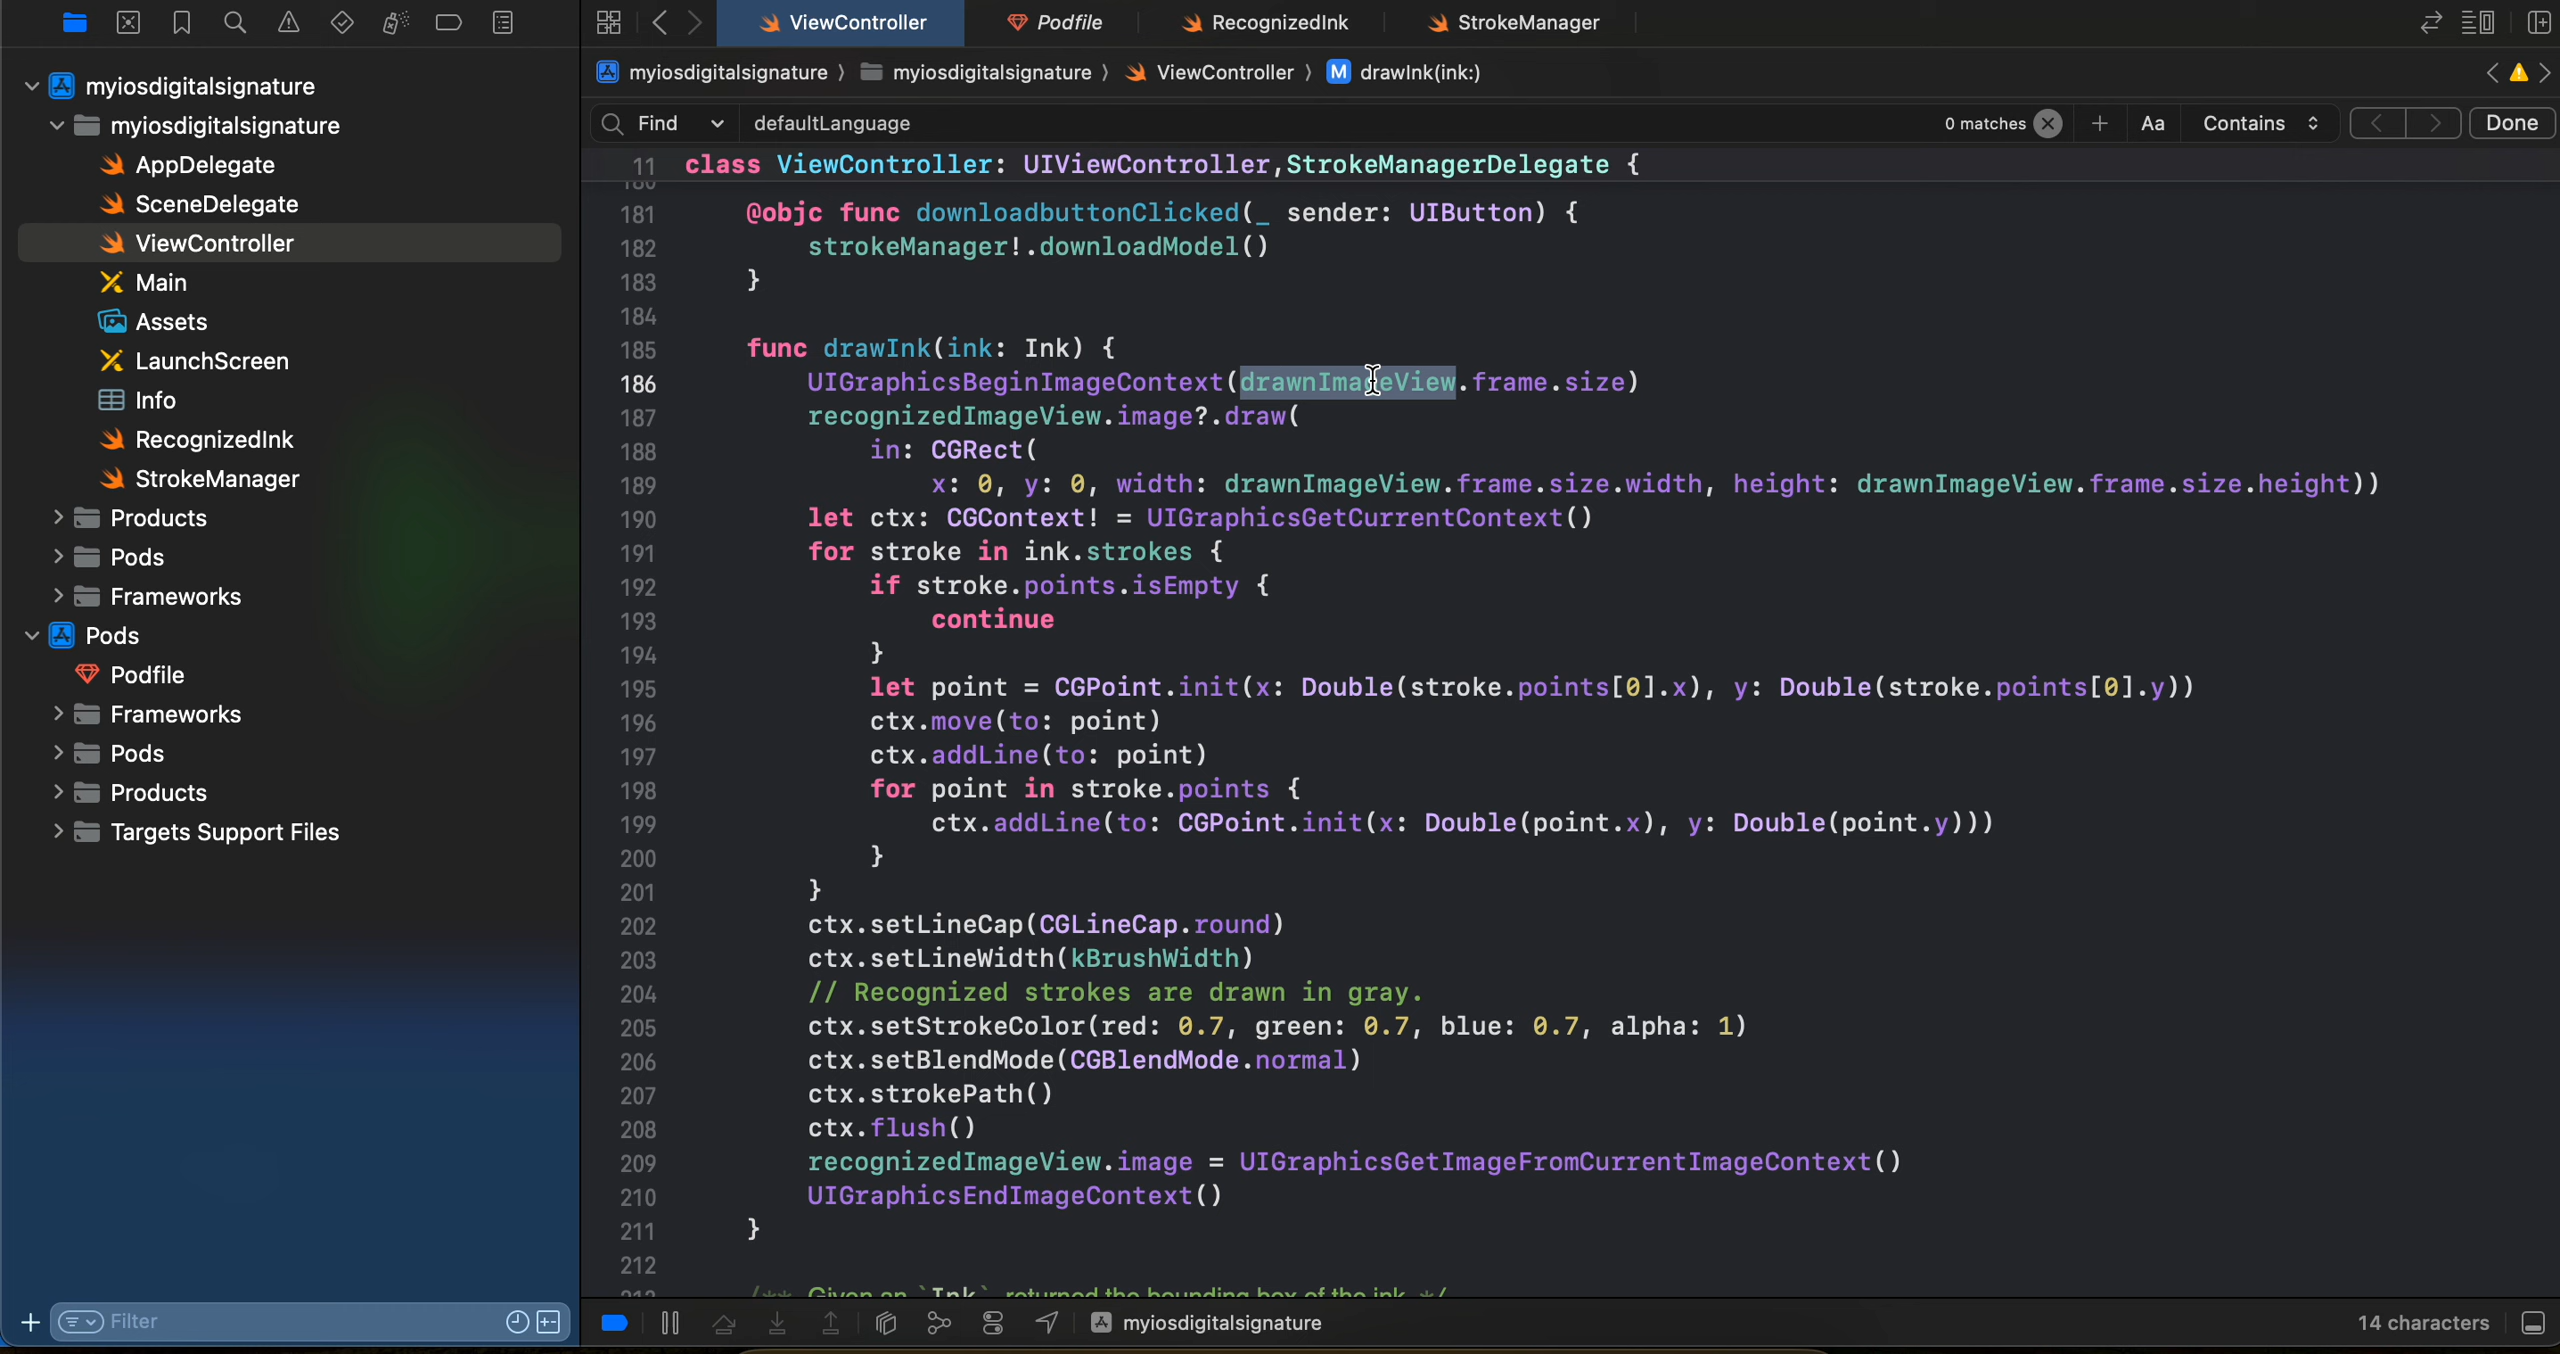 ViewController
Podfile
RecognizedInk
StrokeManager
myiosdigitalsignature
myiosdigitalsignature
AppDelegate
SceneDelegate
ViewController
Main
Assets
LaunchScreen
Info
RecognizedInk
StrokeManager
Products
Pods
Frameworks
Pods
Podfile
Frameworks
Pods
Products
Targets Support Files
Filter
myiosdigitalsignature 〉 myiosdigitalsignature 〉 ViewController 〉 M drawInk(ink:)
Find defaultLanguage 0 matches Aa Contains Done
11 class ViewController: UIViewController,StrokeManagerDelegate {
181 @objc func downloadbuttonClicked(_ sender: UIButton) {
182 strokeManager!.downloadModel()
183 }
184
185 func drawInk(ink: Ink) {
186 UIGraphicsBeginImageContext(drawnImageView.frame.size)
187 recognizedImageView.image?.draw(
188 in: CGRect(
189 x: 0, y: 0, width: drawnImageView.frame.size.width, height: drawnImageView.frame.size.height))
190 let ctx: CGContext! = UIGraphicsGetCurrentContext()
191 for stroke in ink.strokes {
192 if stroke.points.isEmpty {
193 continue
194 }
195 let point = CGPoint.init(x: Double(stroke.points[0].x), y: Double(stroke.points[0].y))
196 ctx.move(to: point)
197 ctx.addLine(to: point)
198 for point in stroke.points {
199 ctx.addLine(to: CGPoint.init(x: Double(point.x), y: Double(point.y)))
200 }
201 }
202 ctx.setLineCap(CGLineCap.round)
203 ctx.setLineWidth(kBrushWidth)
204 // Recognized strokes are drawn in gray.
205 ctx.setStrokeColor(red: 0.7, green: 0.7, blue: 0.7, alpha: 1)
206 ctx.setBlendMode(CGBlendMode.normal)
207 ctx.strokePath()
208 ctx.flush()
209 recognizedImageView.image = UIGraphicsGetImageFromCurrentImageContext()
210 UIGraphicsEndImageContext()
211 }
212
/** Given an `Ink`, returned the bounding box of the ink. */
myiosdigitalsignature
14 characters